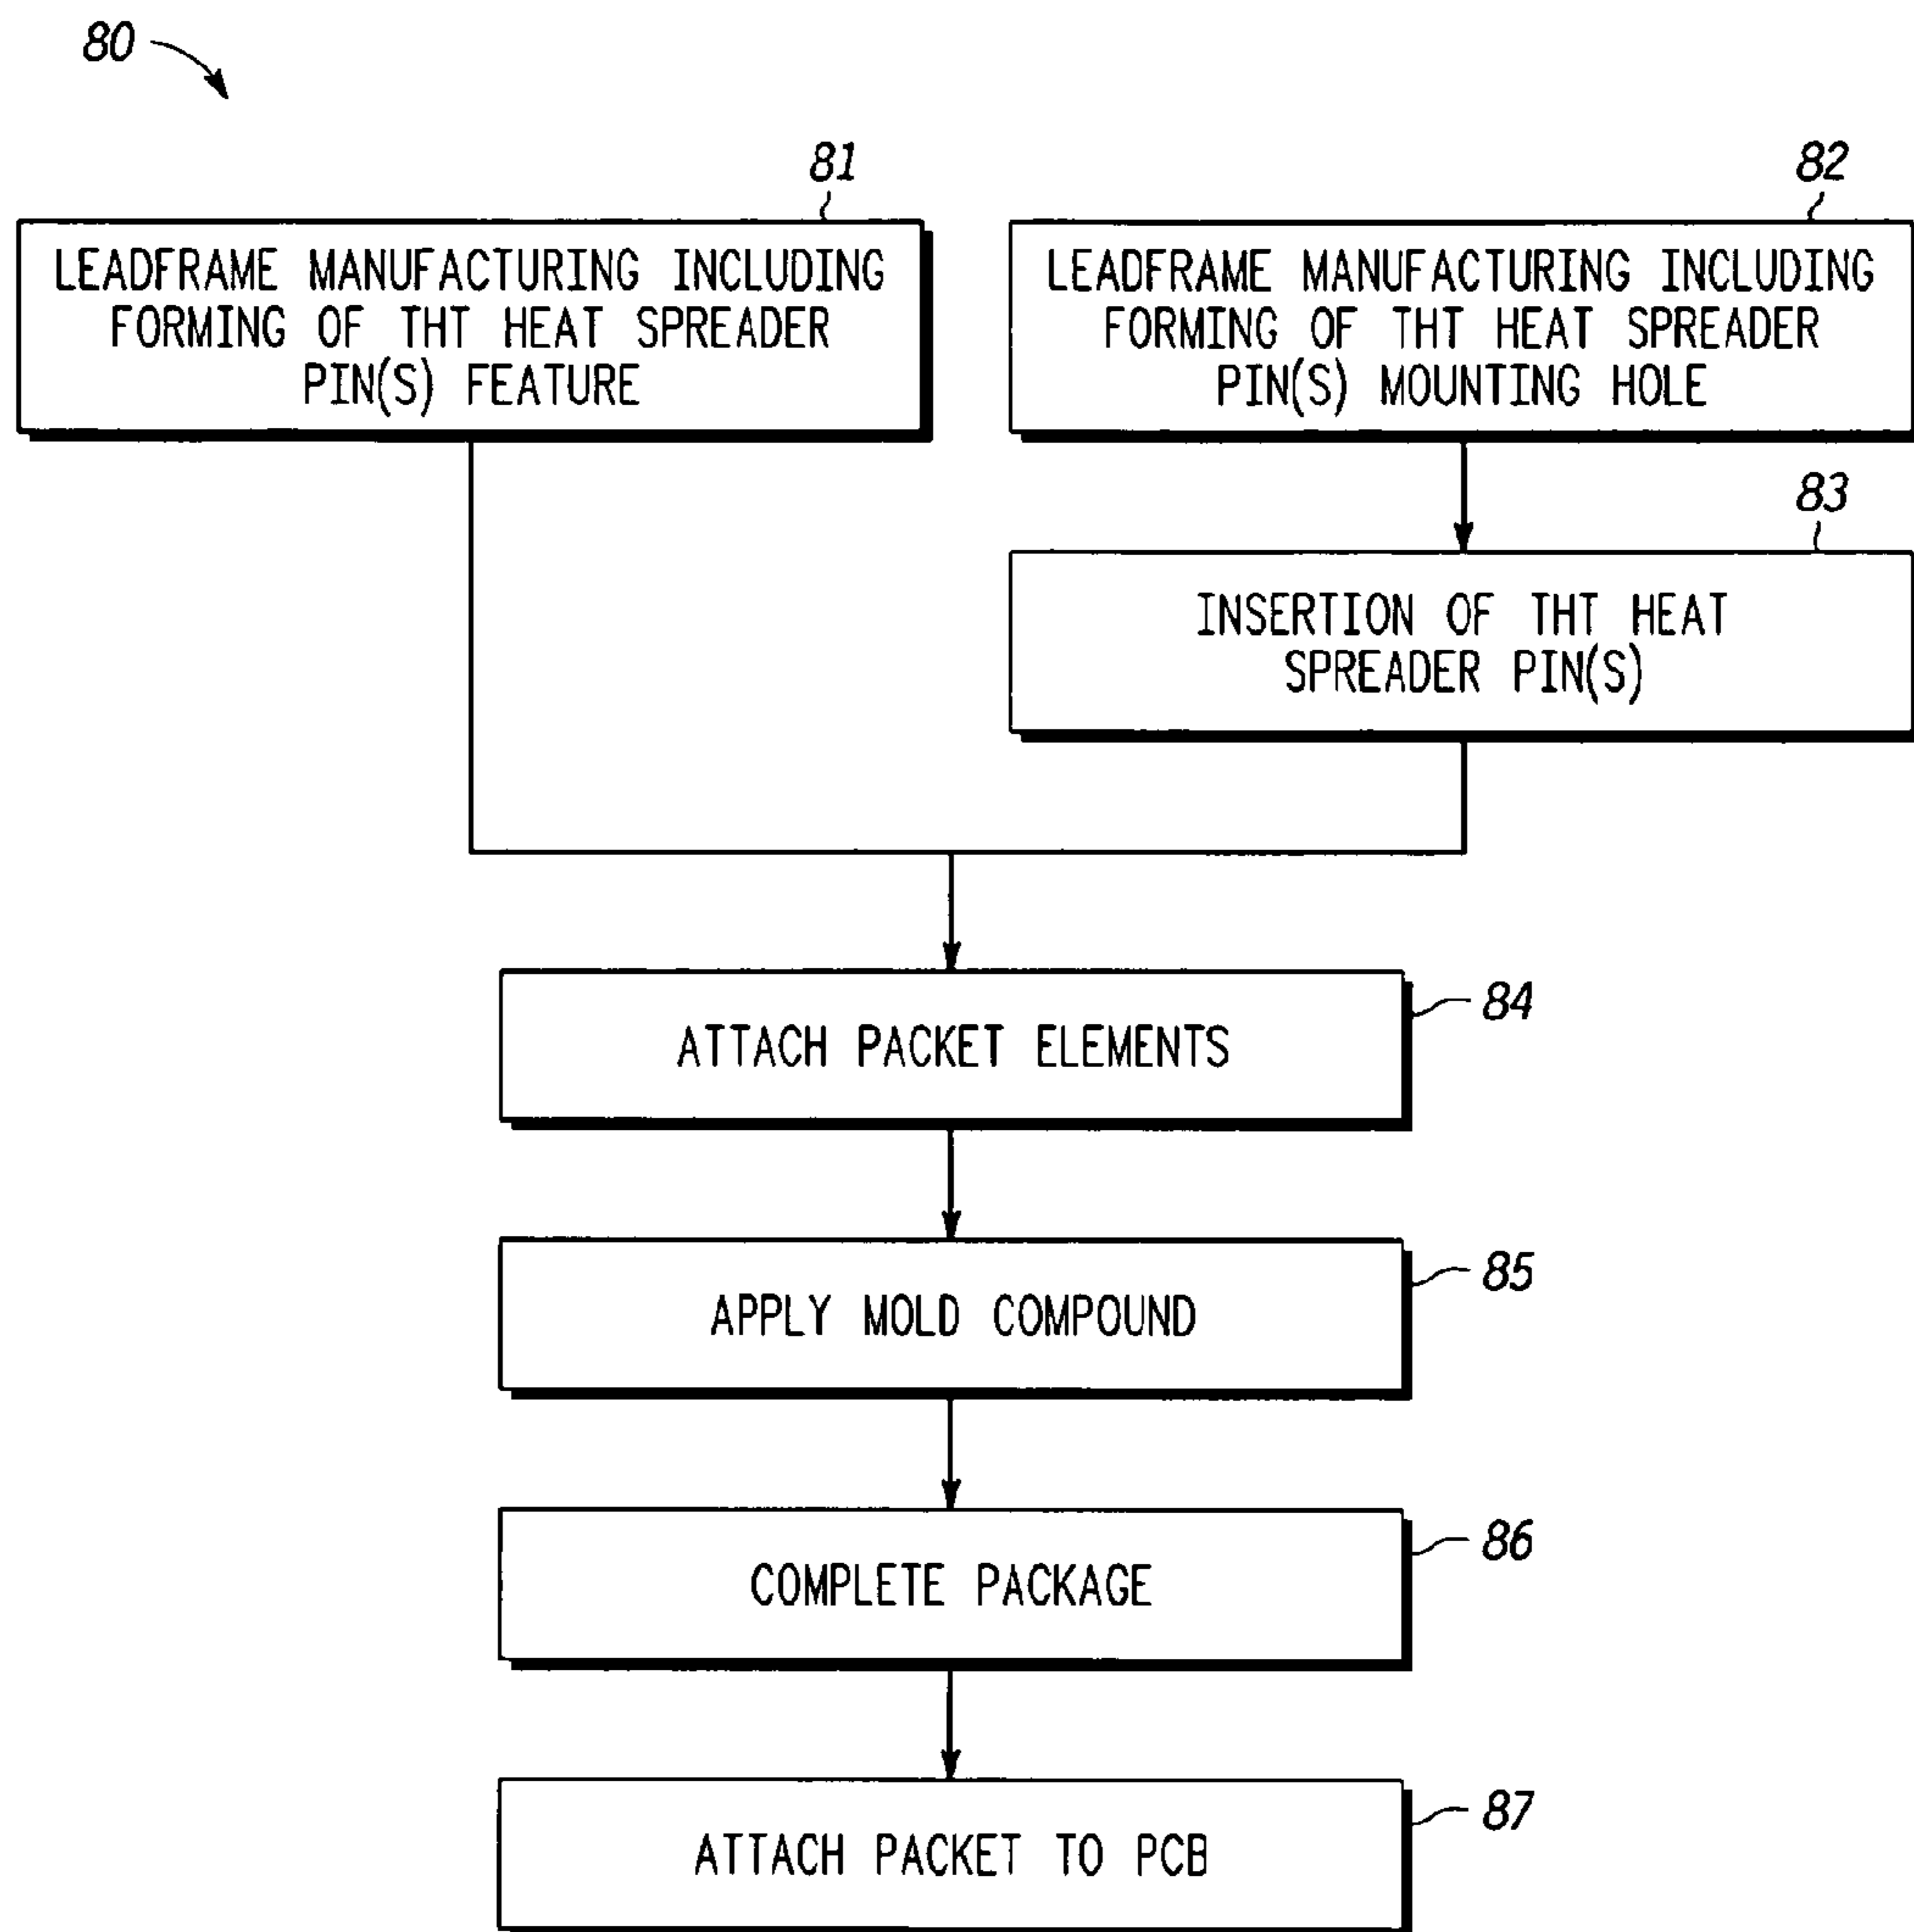 80
81
LEADFRAME MANUFACTURING INCLUDING
FORMING OF THT HEAT SPREADER
PIN(S) FEATURE
82
LEADFRAME MANUFACTURING INCLUDING
FORMING OF THT HEAT SPREADER
PIN(S) MOUNTING HOLE
83
INSERTION OF THT HEAT
SPREADER PIN(S)
ATTACH PACKET ELEMENTS
84
APPLY MOLD COMPOUND
85
COMPLETE PACKAGE
86
ATTACH PACKET TO PCB
87